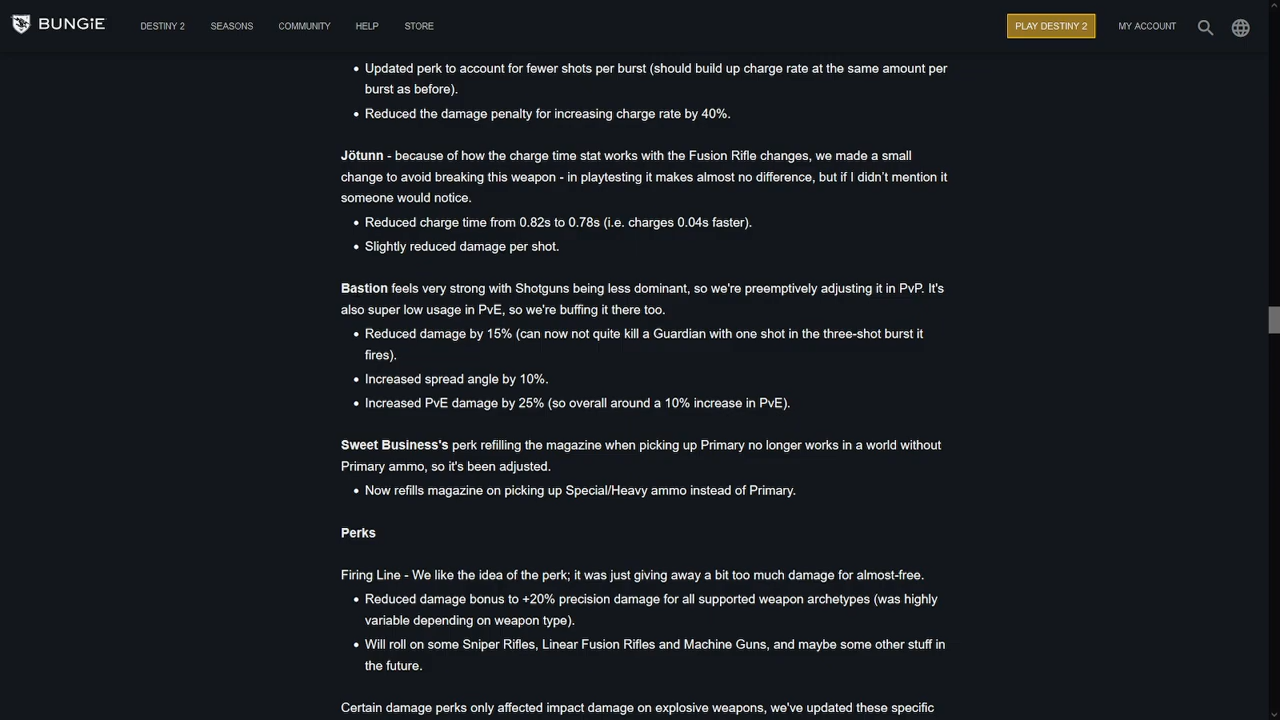 BUNGiE DESTINY 2 SEASONS COMMUNITY HELP STORE PLAY DESTINY 2 MY ACCOUNT
• Updated perk to account for fewer shots per burst (should build up charge rate at the same amount per
burst as before).
• Reduced the damage penalty for increasing charge rate by 40%.
Jötunn - because of how the charge time stat works with the Fusion Rifle changes, we made a small
change to avoid breaking this weapon - in playtesting it makes almost no difference, but if I didn't mention it
someone would notice.
• Reduced charge time from 0.82s to 0.78s (i.e. charges 0.04s faster).
• Slightly reduced damage per shot.
Bastion feels very strong with Shotguns being less dominant, so we're preemptively adjusting it in PvP. It's
also super low usage in PvE, so we're buffing it there too.
• Reduced damage by 15% (can now not quite kill a Guardian with one shot in the three-shot burst it
fires).
• Increased spread angle by 10%.
• Increased PvE damage by 25% (so overall around a 10% increase in PvE).
Sweet Business's perk refilling the magazine when picking up Primary no longer works in a world without
Primary ammo, so it's been adjusted.
• Now refills magazine on picking up Special/Heavy ammo instead of Primary.
Perks
Firing Line - We like the idea of the perk; it was just giving away a bit too much damage for almost-free.
• Reduced damage bonus to +20% precision damage for all supported weapon archetypes (was highly
variable depending on weapon type).
• Will roll on some Sniper Rifles, Linear Fusion Rifles and Machine Guns, and maybe some other stuff in
the future.
Certain damage perks only affected impact damage on explosive weapons, we've updated these specific